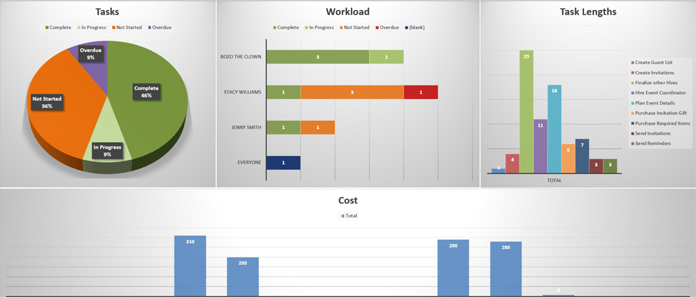 Tasks
Complete In Progress Not Started Overdue
Overdue
9%
Complete
46%
Not Started
36%
In Progress
9%
Workload
Complete In Progress Not Started Overdue (blank)
BOZO THE CLOWN
3 1
STACY WILLIAMS
1 3 1
JENNY SMITH
1 1
EVERYONE
1
Task Lengths
4
25
11
18
6
7
3
3
TOTAL
Create Guest List
Create Invitations
Finalize other Hires
Hire Event Coordinator
Plan Event Details
Purchase Invitation Gift
Purchase Required Items
Send Invitations
Send Reminders
Cost
Total
310
200
290
280